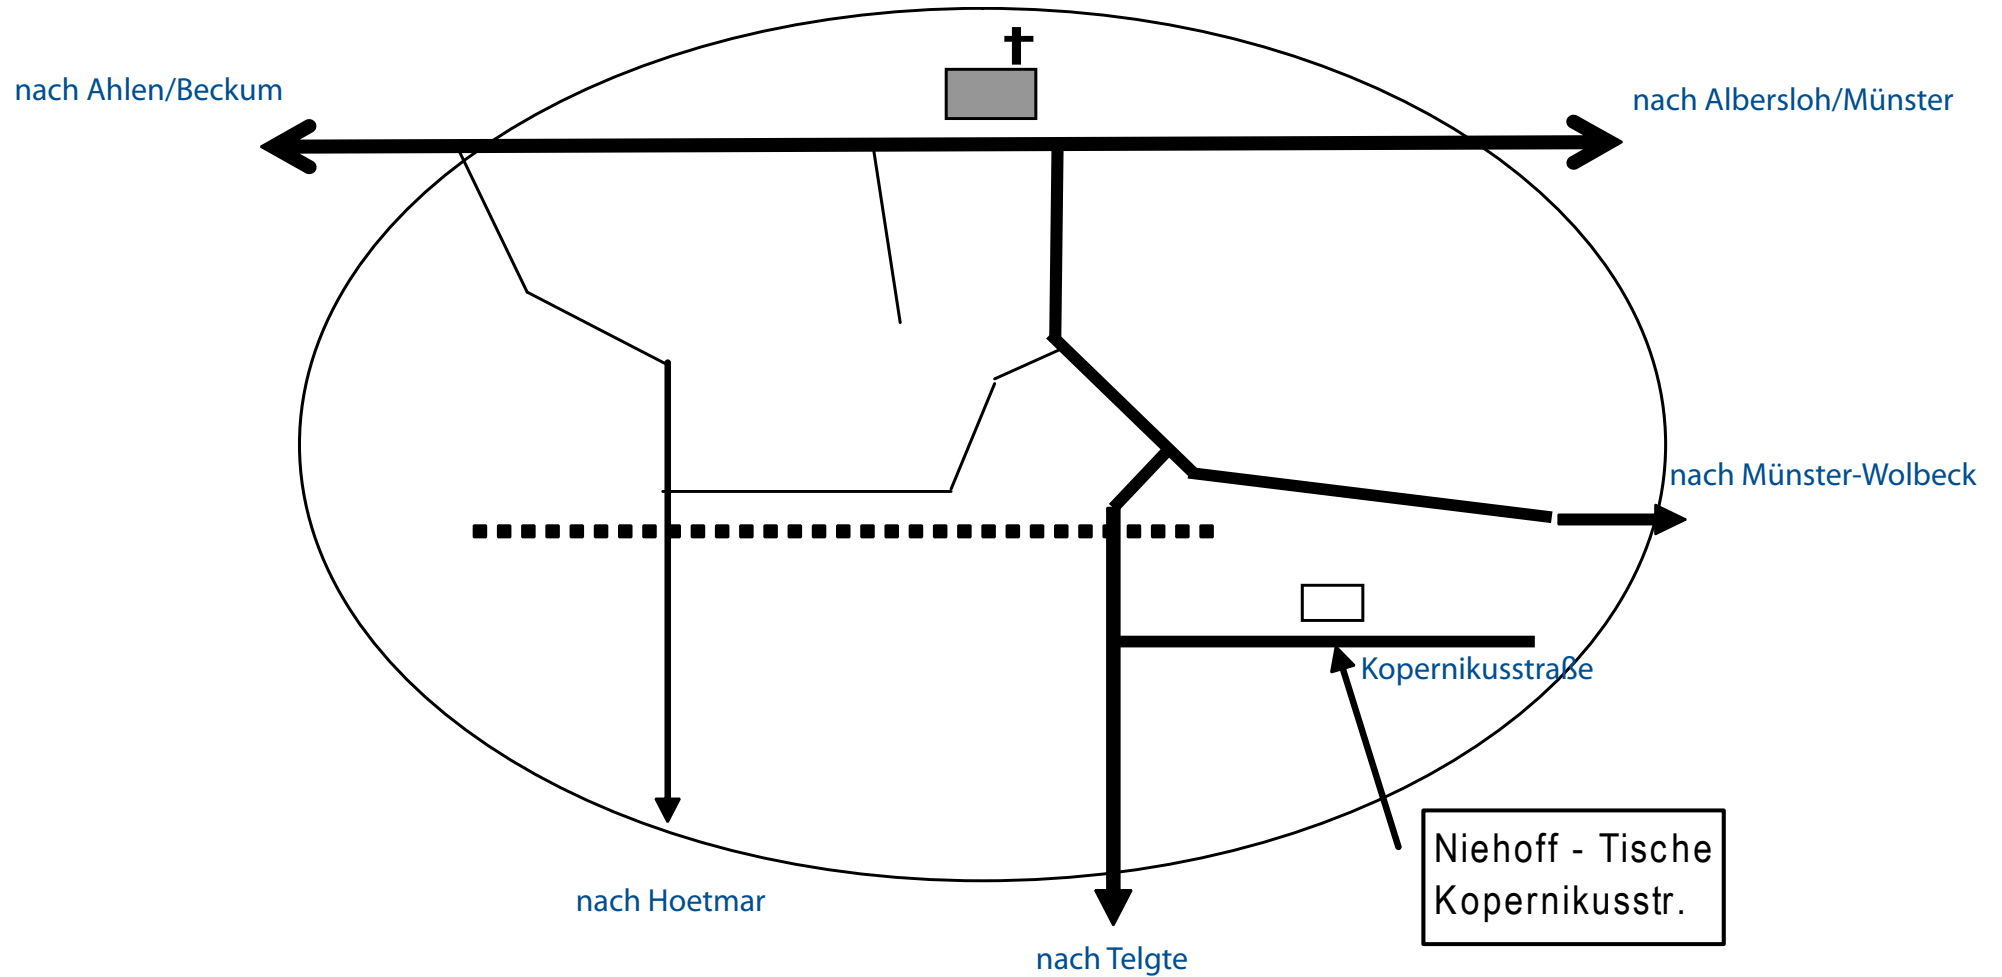 nach Ahlen/Beckum
nach Albersloh/Münster
nach Münster-Wolbeck
Kopernikusstraße
Niehoff - Tische
Kopernikusstr.
nach Hoetmar
nach Telgte